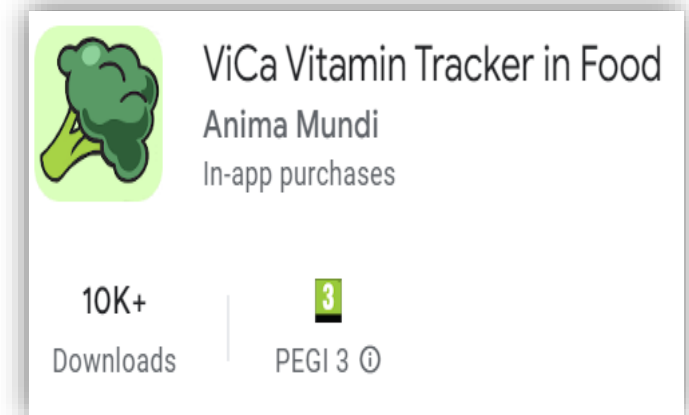 ViCa Vitamin Tracker in Food
Anima Mundi
In-app purchases
10K+
3
Downloads
PEGI 3 ⓘ